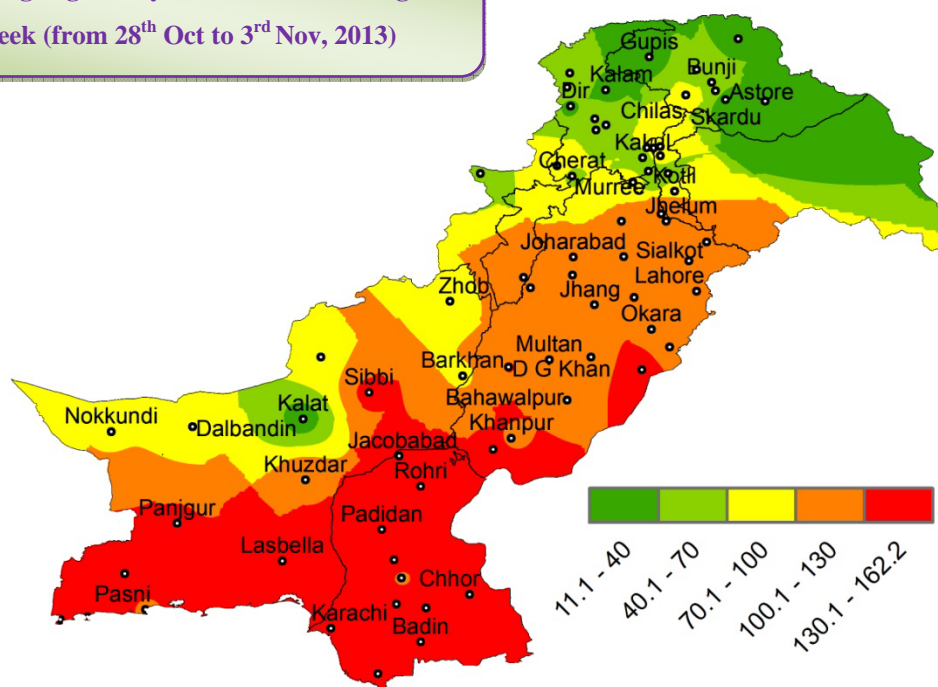 eek (from 28th Oct to 3rd Nov, 2013)
Gupis
Bunji
Kalam
Dir
Astore
Chilas
Skardu
Kakul
Cherat
Murree
Kotli
Jhelum
Joharabad
Sialkot
Lahore
Zhob
Jhang
Okara
Multan
Barkhan
D G Khan
Sibbi
Bahawalpur
Kalat
Nokkundi
Dalbandin
Khanpur
Jacobabad
Khuzdar
Rohri
Panjgur
Padidan
Lasbella
Chhor
Pasni
Karachi
Badin
11.1 - 40
40.1 - 70
70.1 - 100
100.1 - 130
130.1 - 162.2